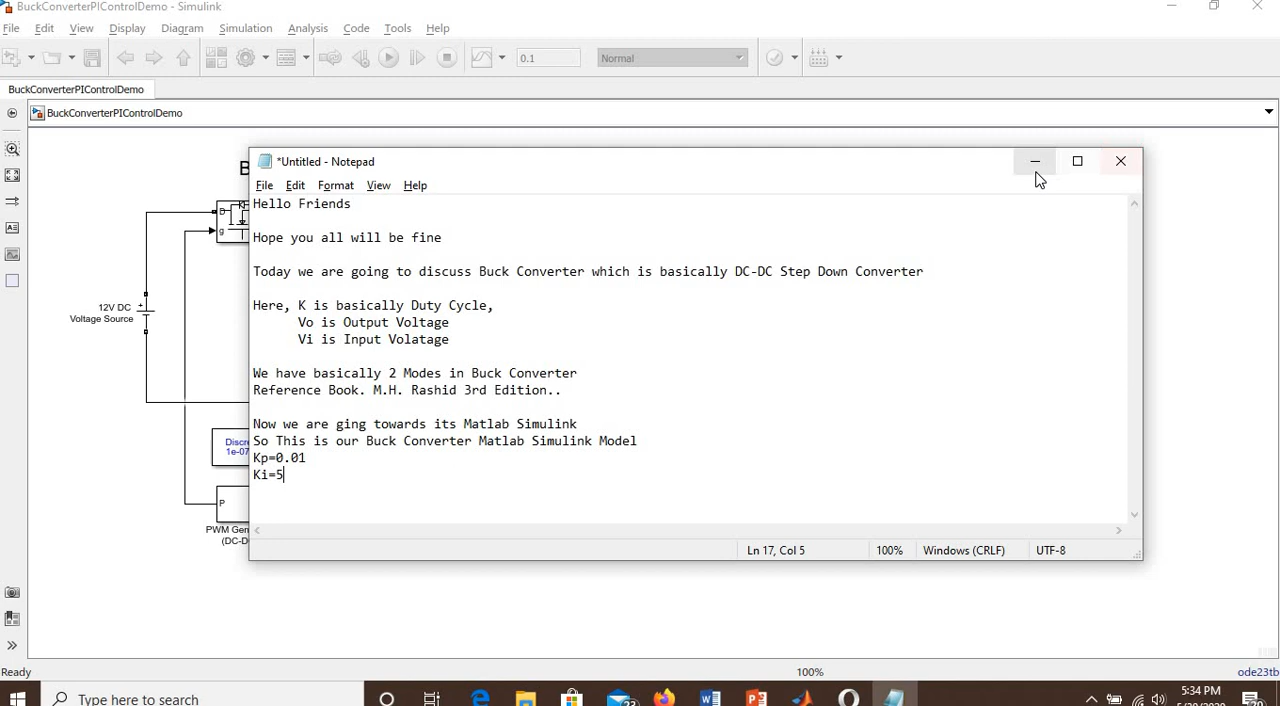 BuckConverterPIControlDemo - Simulink
File Edit View Display Diagram Simulation Analysis Code Tools Help
0.1 Normal
BuckConverterPIControlDemo
BuckConverterPIControlDemo
*Untitled - Notepad
File Edit Format View Help
Hello Friends
Hope you all will be fine
Today we are going to discuss Buck Converter which is basically DC-DC Step Down Converter
Here, K is basically Duty Cycle,
Vo is Output Voltage
Vi is Input Volatage
We have basically 2 Modes in Buck Converter
Reference Book. M.H. Rashid 3rd Edition..
Now we are ging towards its Matlab Simulink
So This is our Buck Converter Matlab Simulink Model
Kp=0.01
Ki=5
Ln 17, Col 5 100% Windows (CRLF) UTF-8
B
D
g
12V DC
Voltage Source
Discre
1e-07
P
PWM Gen
(DC-D
Ready 100% ode23tb
Type here to search
23
5:34 PM